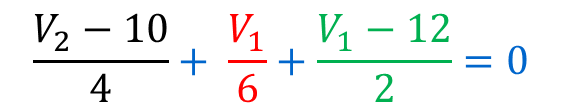 (V₂ − 10)/4 + V₁/6 + (V₁ − 12)/2 = 0